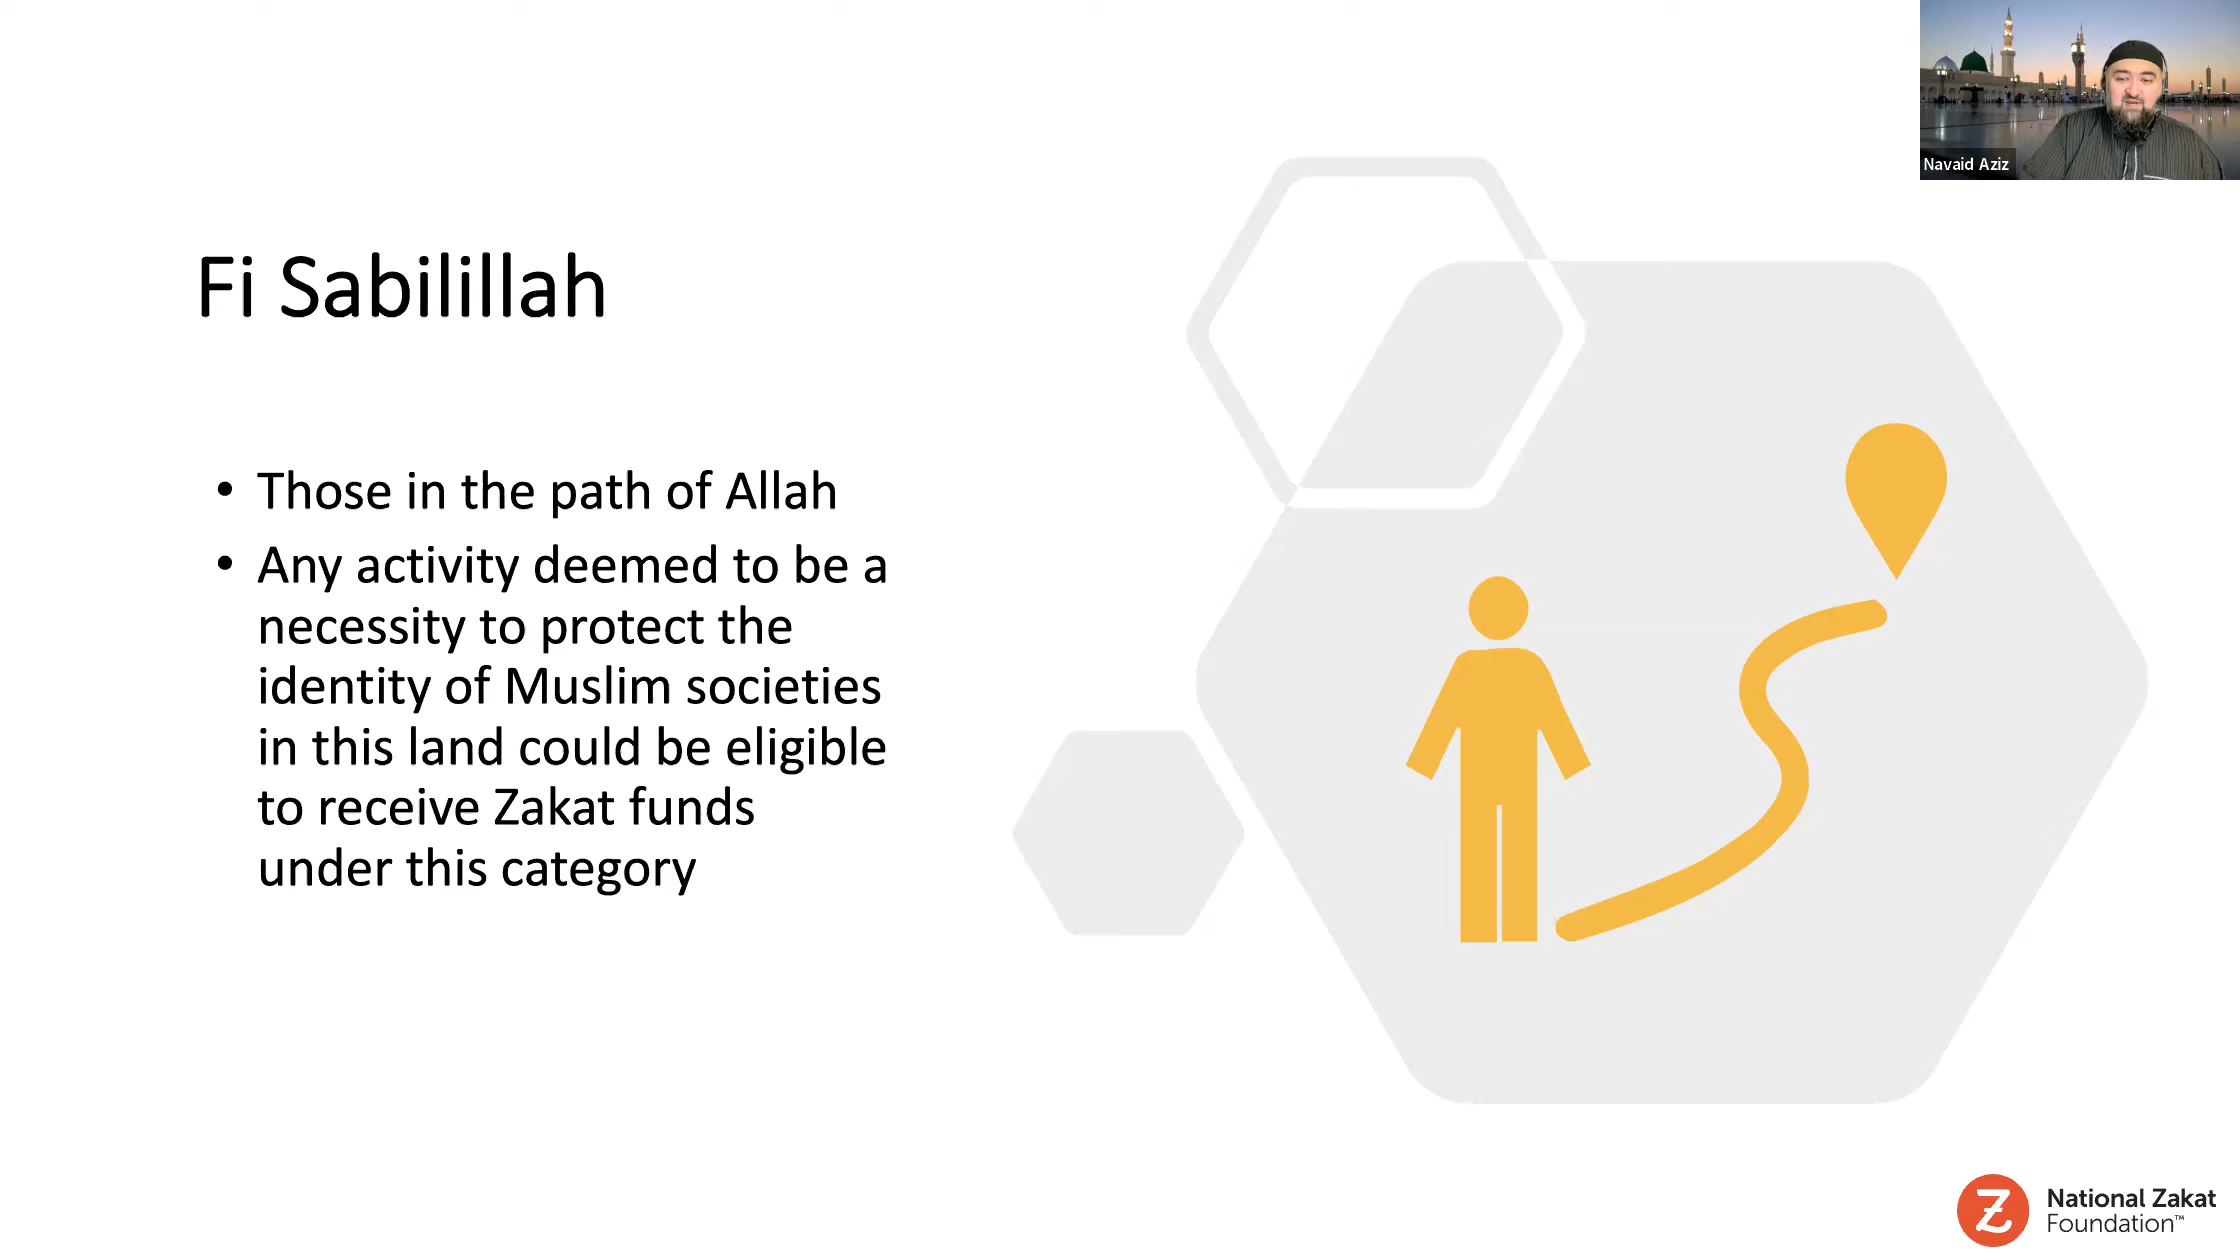 Navaid Aziz
Fi Sabilillah
• Those in the path of Allah
• Any activity deemed to be a
necessity to protect the
identity of Muslim societies
in this land could be eligible
to receive Zakat funds
under this category
Z
National Zakat
Foundation™